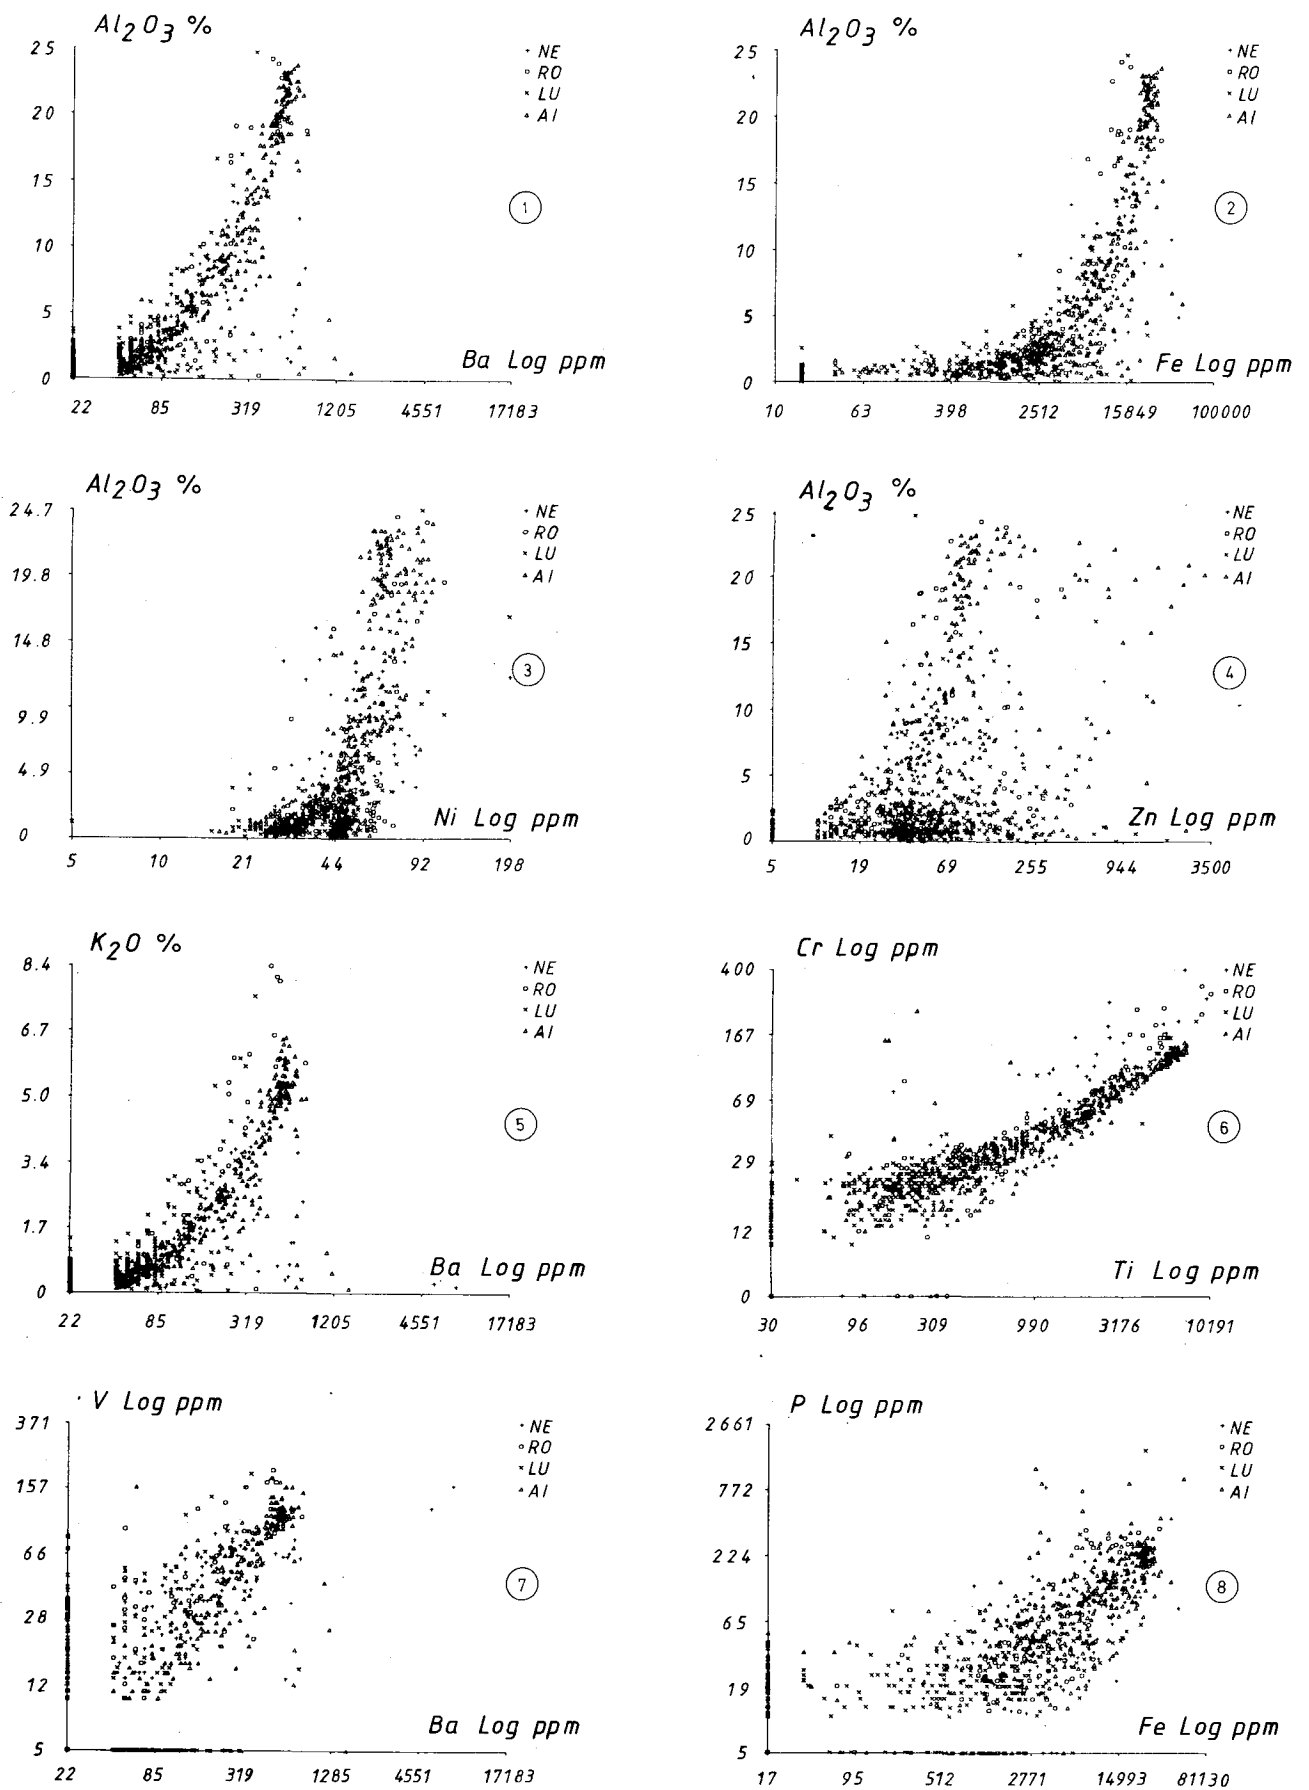 Al2O3 %
25
20
15
10
5
0
NE
RO
LU
AI
1
Ba Log ppm
22 85 319 1205 4551 17183
Al2O3 %
25
20
15
10
5
0
NE
RO
LU
AI
2
Fe Log ppm
10 63 398 2512 15849 100000
Al2O3 %
24.7
19.8
14.8
9.9
4.9
0
NE
RO
LU
AI
3
Ni Log ppm
5 10 21 44 92 198
Al2O3 %
25
20
15
10
5
0
NE
RO
LU
AI
4
Zn Log ppm
5 19 69 255 944 3500
K2O %
8.4
6.7
5.0
3.4
1.7
0
NE
RO
LU
AI
5
Ba Log ppm
22 85 319 1205 4551 17183
Cr Log ppm
400
167
69
29
12
0
NE
RO
LU
AI
6
Ti Log ppm
30 96 309 990 3176 10191
V Log ppm
371
157
66
28
12
5
NE
RO
LU
AI
7
Ba Log ppm
22 85 319 1285 4551 17183
P Log ppm
2661
772
224
65
19
5
NE
RO
LU
AI
8
Fe Log ppm
17 95 512 2771 14993 81130